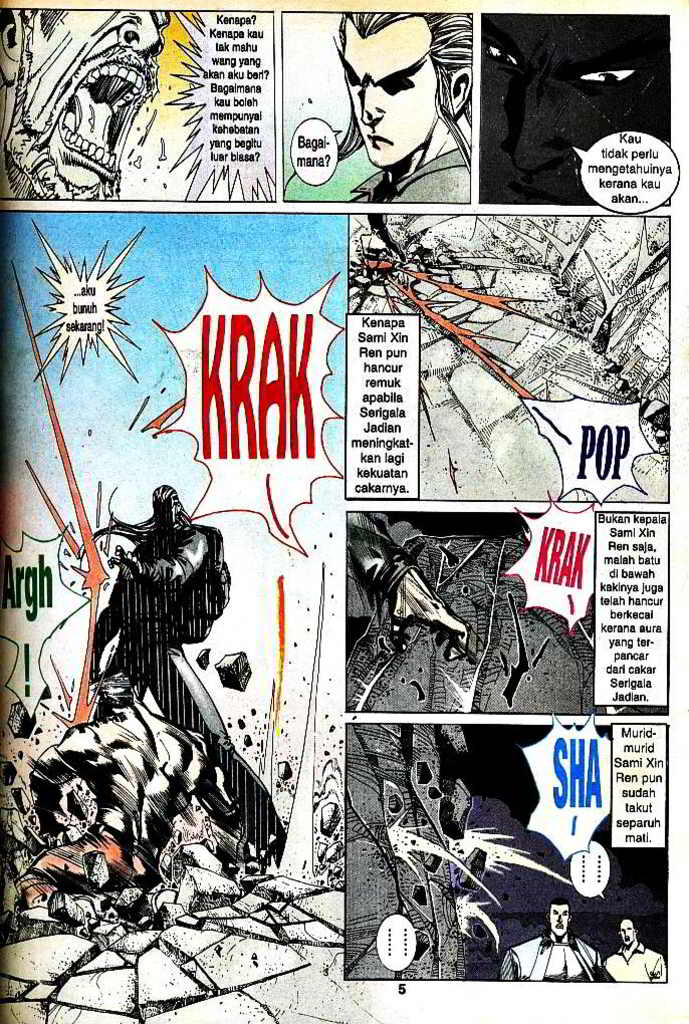 Kenapa?
Kenapa kau
tak mahu
wang yang
akan aku beri?
Bagaimana
kau boleh
mempunyai
kehebatan
yang begitu
luar biasa?
Bagai-
mana?
Kau
tidak perlu
mengetahuinya
kerana kau
akan...
...aku
bunuh
sekarang!
KRAK
Argh
!
Kenapa
Sami Xin
Ren pun
hancur
remuk
apabila
Serigala
Jadian
meningkat-
kan lagi
kekuatan
cakarnya.
POP
KRAK
Bukan kepala
Sami Xin
Ren saja,
malah batu
di bawah
kakinya juga
telah hancur
berkecai
kerana aura
yang ter-
pancar
dari cakar
Serigala
Jadian.
SHA
Murid-
murid
Sami Xin
Ren pun
sudah
takut
separuh
mati.
......
......
5